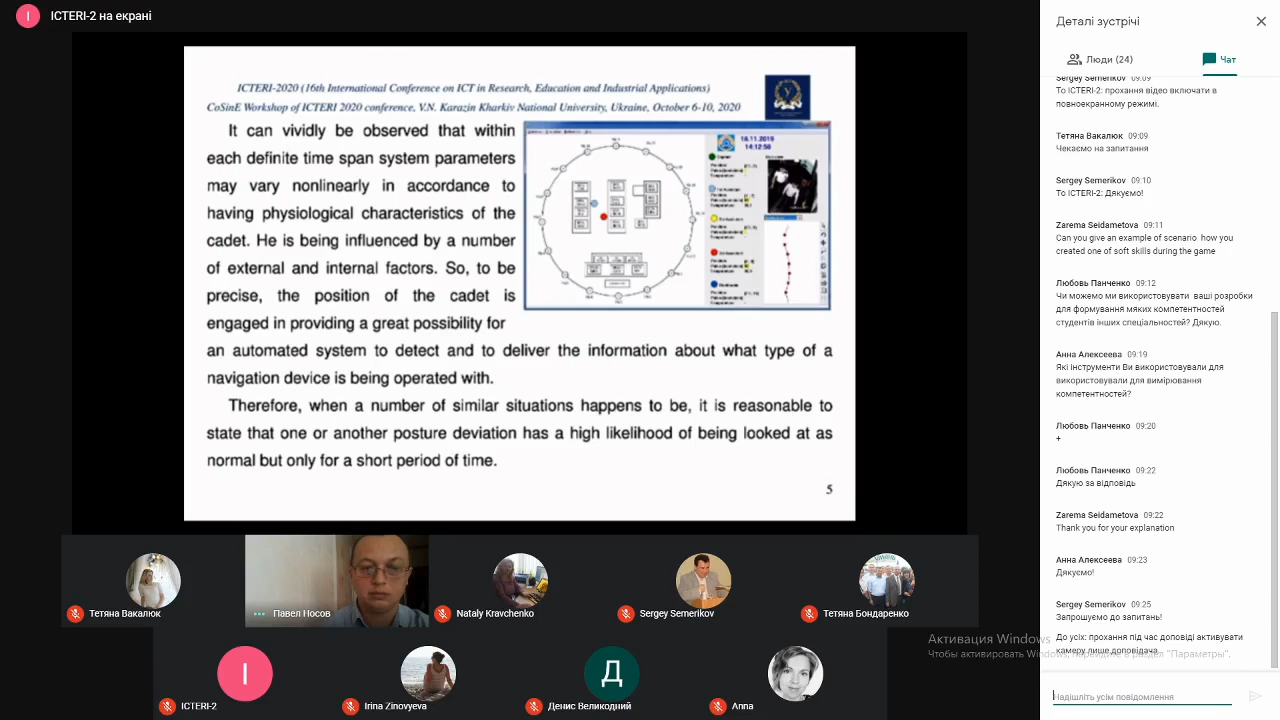 ICTERI-2 на екрані
ICTERI-2020 (16th International Conference on ICT in Research, Education and Industrial Applications)
CoSinE Workshop of ICTERI 2020 conference, V.N. Karazin Kharkiv National University, Ukraine, October 6-10, 2020
It can vividly be observed that within
each definite time span system parameters
may vary nonlinearly in accordance to
having physiological characteristics of the
cadet. He is being influenced by a number
of external and internal factors. So, to be
precise, the position of the cadet is
engaged in providing a great possibility for
an automated system to detect and to deliver the information about what type of a
navigation device is being operated with.
Therefore, when a number of similar situations happens to be, it is reasonable to
state that one or another posture deviation has a high likelihood of being looked at as
normal but only for a short period of time.
5
16.11.2019
14:12:58
Тетяна Вакалюк
Павел Носов
Nataly Kravchenko
Sergey Semerikov
Тетяна Бондаренко
I
ICTERI-2
Irina Zinovyeva
Д
Денис Великодний
Anna
Деталі зустрічі
Люди (24)
Чат
Sergey Semerikov 09:09
То ICTERI-2: прохання відео включати в
повноекранному режимі.
Тетяна Вакалюк 09:09
Чекаємо на запитання
Sergey Semerikov 09:10
То ICTERI-2: Дякуємо!
Zarema Seidametova 09:11
Can you give an example of scenario how you
created one of soft skills during the game
Любовь Панченко 09:12
Чи можемо ми використовувати ваші розробки
для формування мяких компетентностей
студентів інших спеціальностей? Дякую.
Анна Алексеева 09:19
Які інструменти Ви використовували для
використовували для вимірювання
компетентностей?
Любовь Панченко 09:20
+
Любовь Панченко 09:22
Дякую за відповідь
Zarema Seidametova 09:22
Thank you for your explanation
Анна Алексеева 09:23
Дякуємо!
Sergey Semerikov 09:25
Запрошуємо до запитань!
До усіх: прохання під час доповіді активувати
камеру лише доповідача
Активация Windows
Чтобы активировать Windows, перейдите в раздел "Параметры".
Надішліть усім повідомлення